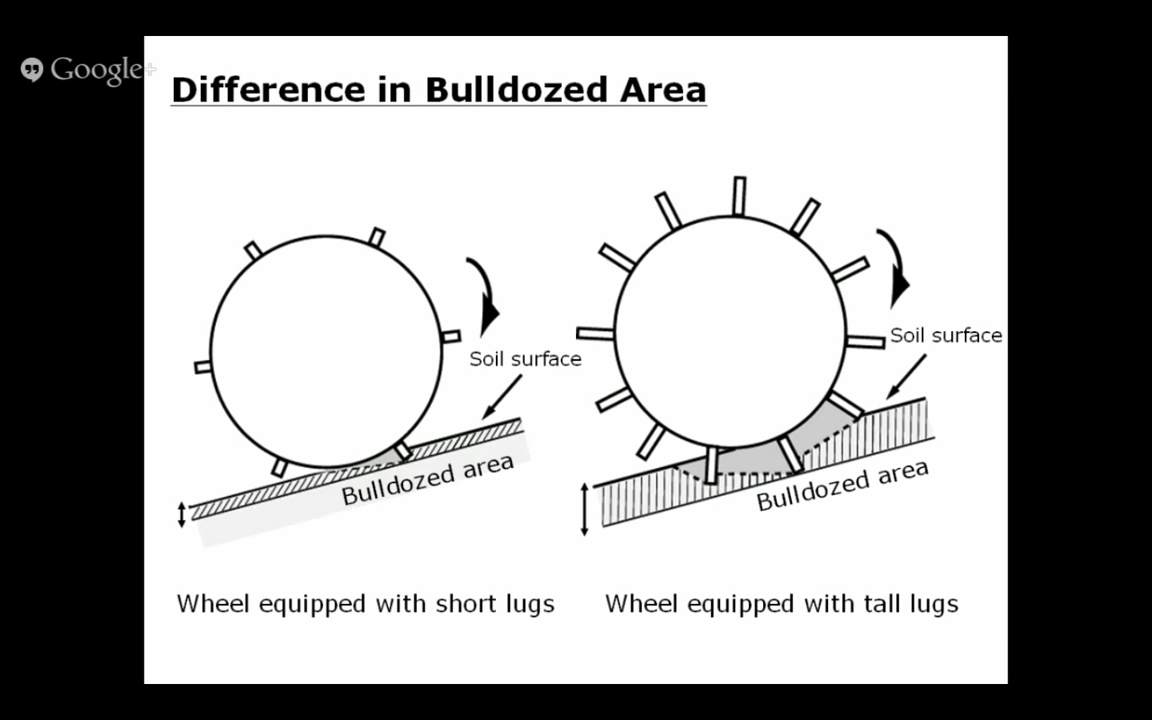 Google+
Difference in Bulldozed Area
Soil surface
Bulldozed area
Soil surface
Bulldozed area
Wheel equipped with short lugs
Wheel equipped with tall lugs